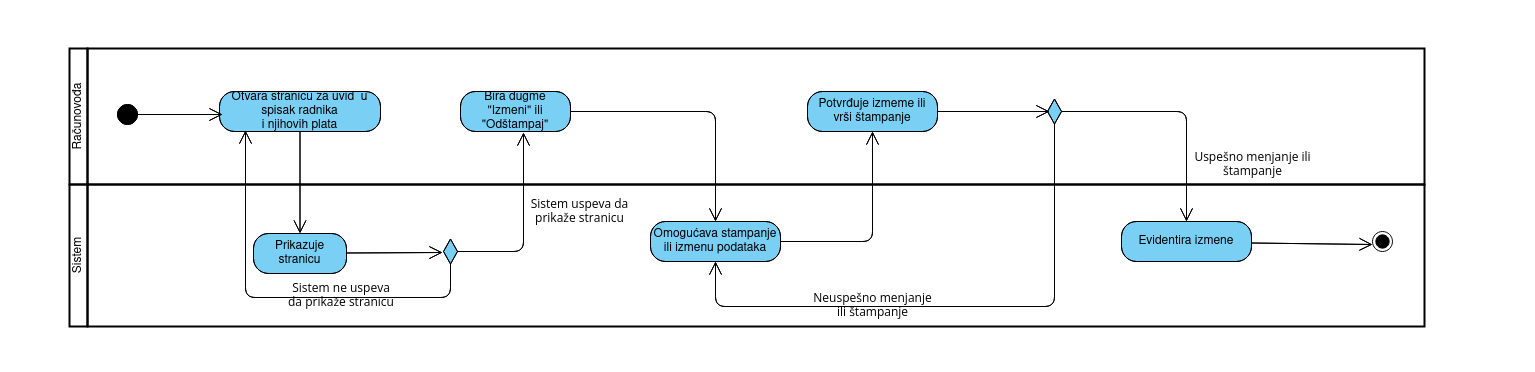 Računovođa
Otvara stranicu za uvid u
spisak radnika
i njihovih plata
Bira dugme
"Izmeni" ili
"Odštampaj"
Potvrđuje izmeme ili
vrši štampanje
Uspešno menjanje ili
štampanje
Sistem
Prikazuje
stranicu
Sistem ne uspeva
da prikaže stranicu
Sistem uspeva da
prikaže stranicu
Omogućava stampanje
ili izmenu podataka
Neuspešno menjanje
ili štampanje
Evidentira izmene